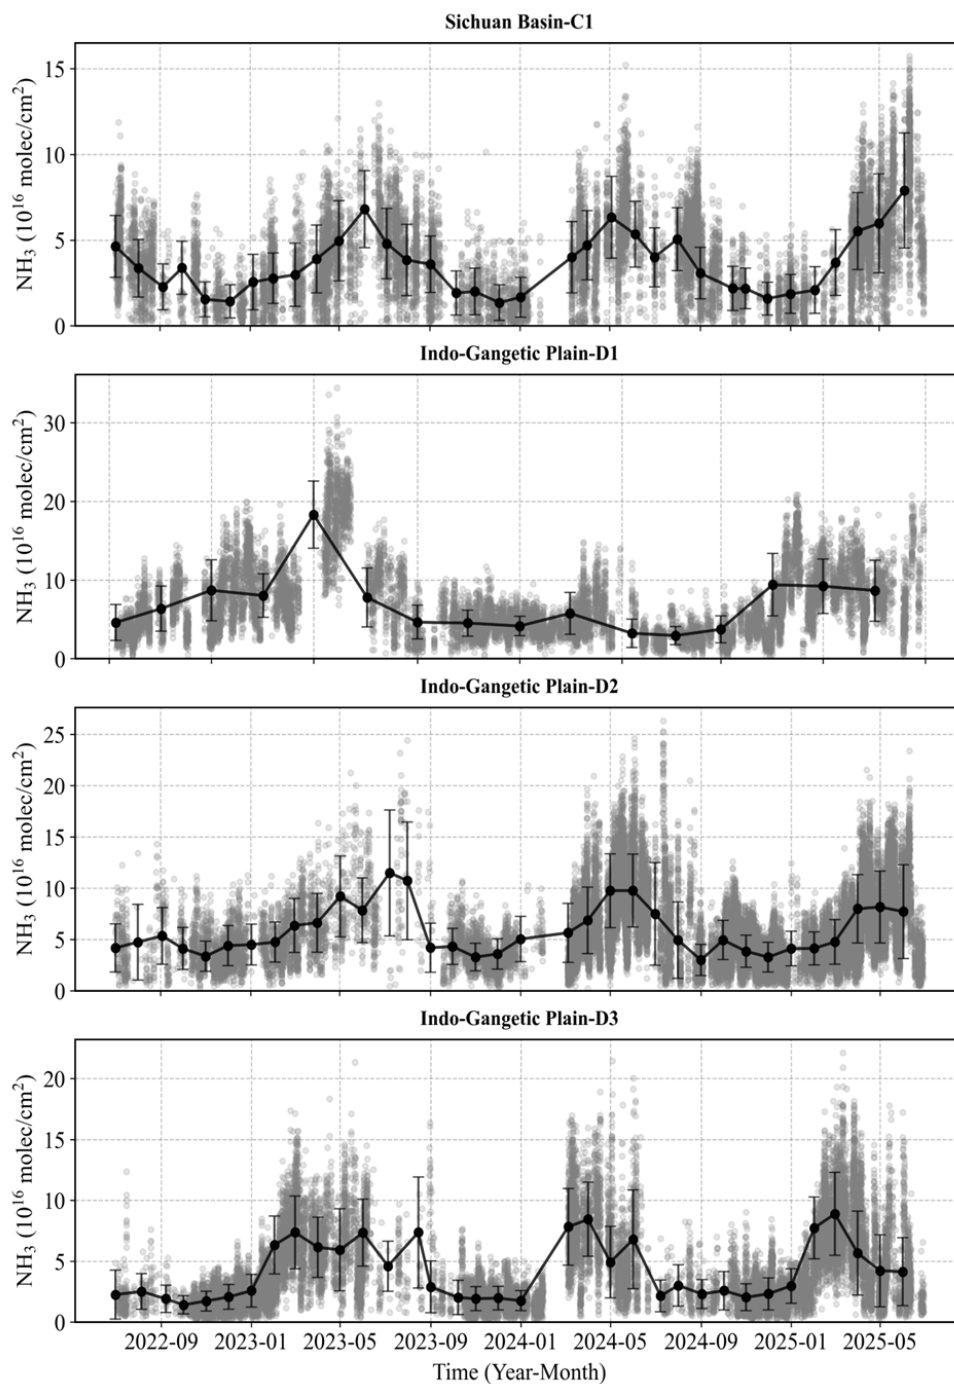 Sichuan Basin-C1
NH₃ (10¹⁶ molec/cm²)
15
10
5
0
Indo-Gangetic Plain-D1
NH₃ (10¹⁶ molec/cm²)
30
20
10
0
Indo-Gangetic Plain-D2
NH₃ (10¹⁶ molec/cm²)
25
20
15
10
5
0
Indo-Gangetic Plain-D3
NH₃ (10¹⁶ molec/cm²)
20
15
10
5
0
2022-09 2023-01 2023-05 2023-09 2024-01 2024-05 2024-09 2025-01 2025-05
Time (Year-Month)